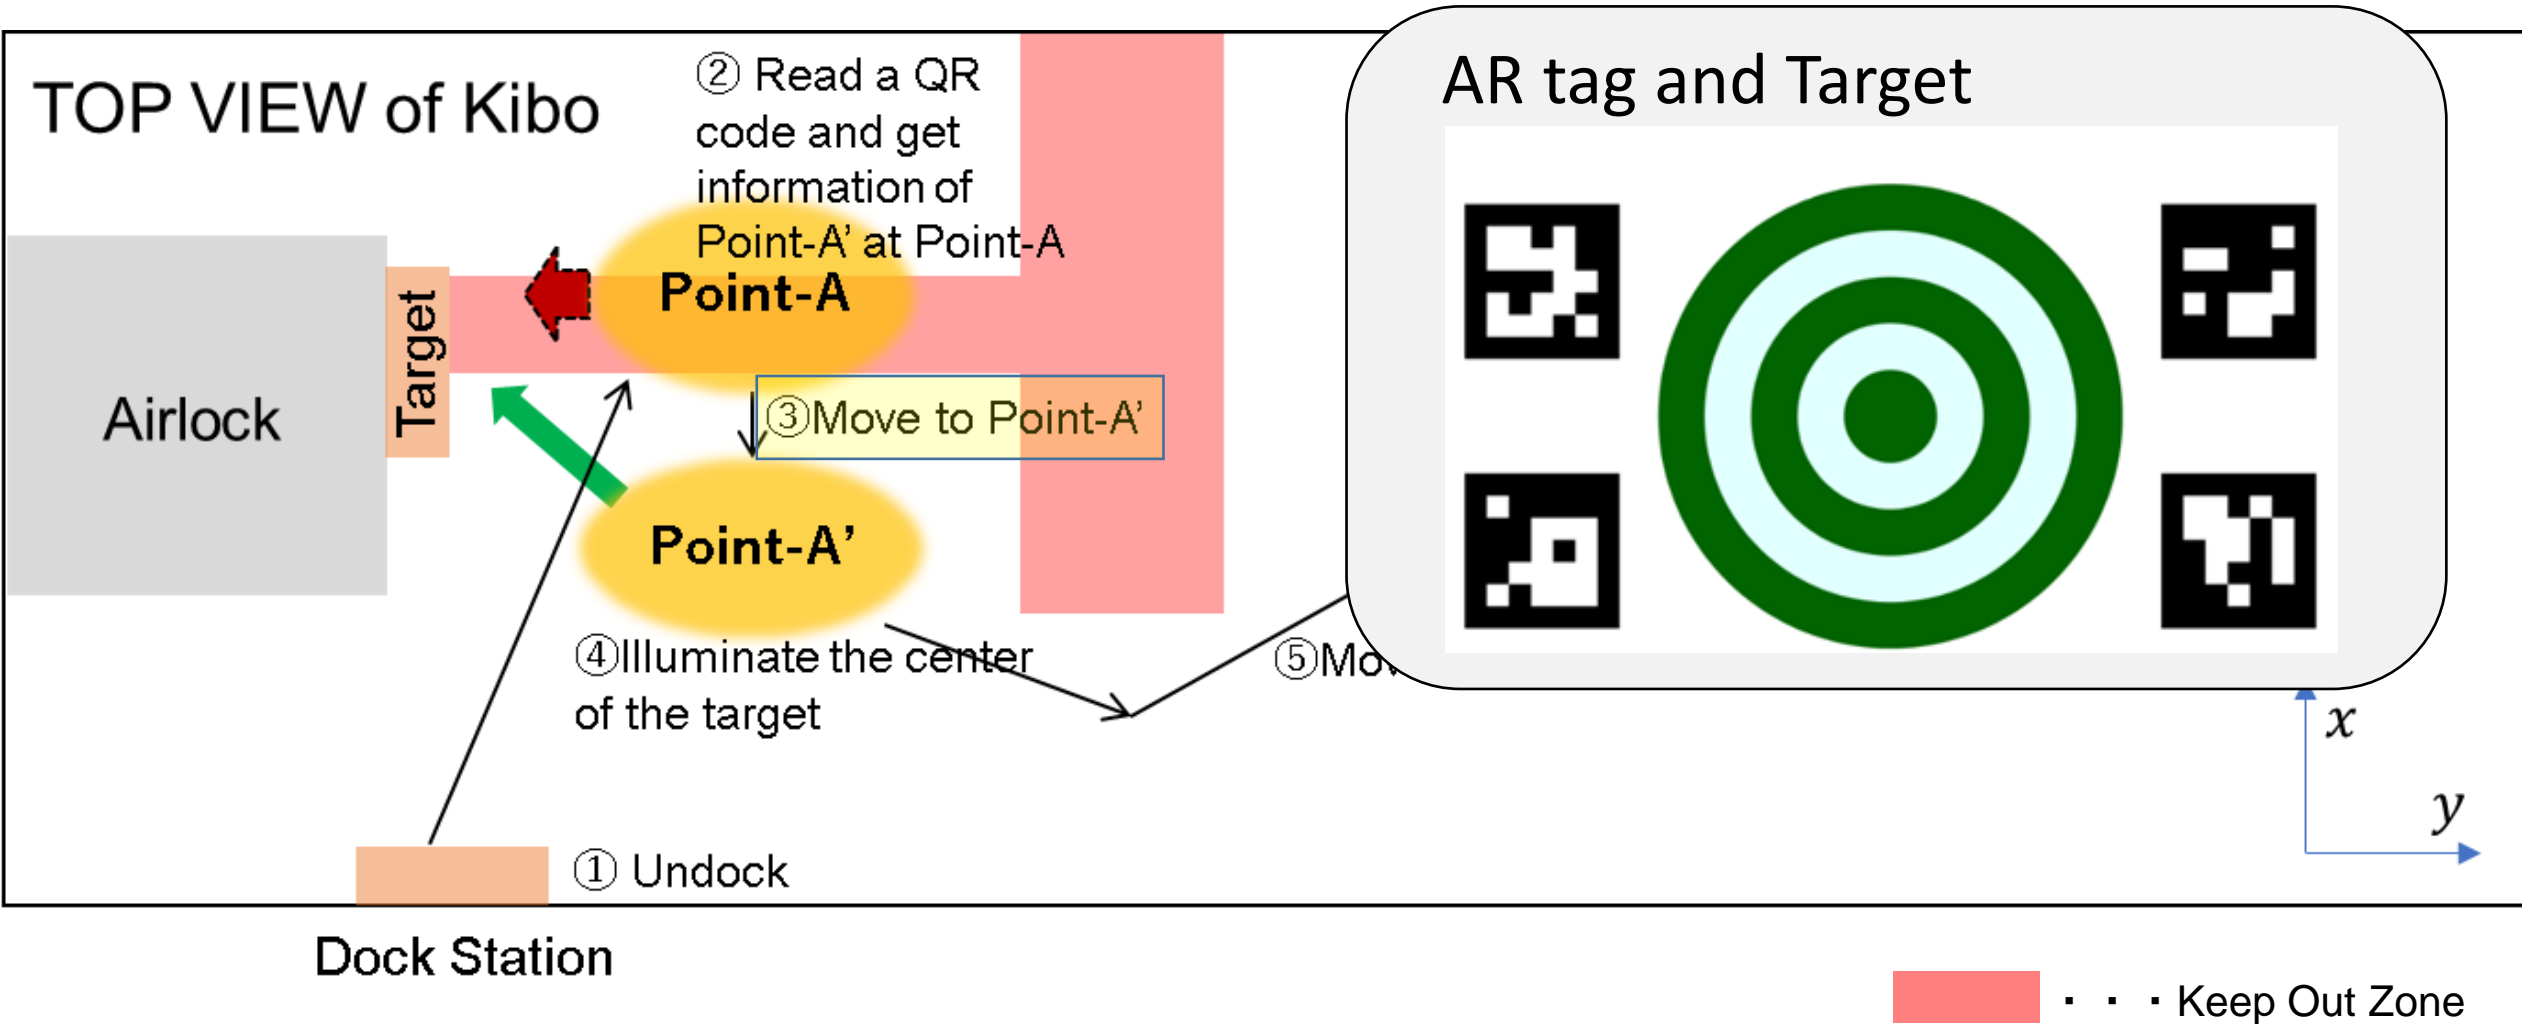 TOP VIEW of Kibo
② Read a QR
code and get
information of
Point-A’ at Point-A
AR tag and Target
Point-A
Target
Airlock
③Move to Point-A’
Point-A’
④Illuminate the center
of the target
⑤Mov
x
y
① Undock
Dock Station
・・・Keep Out Zone